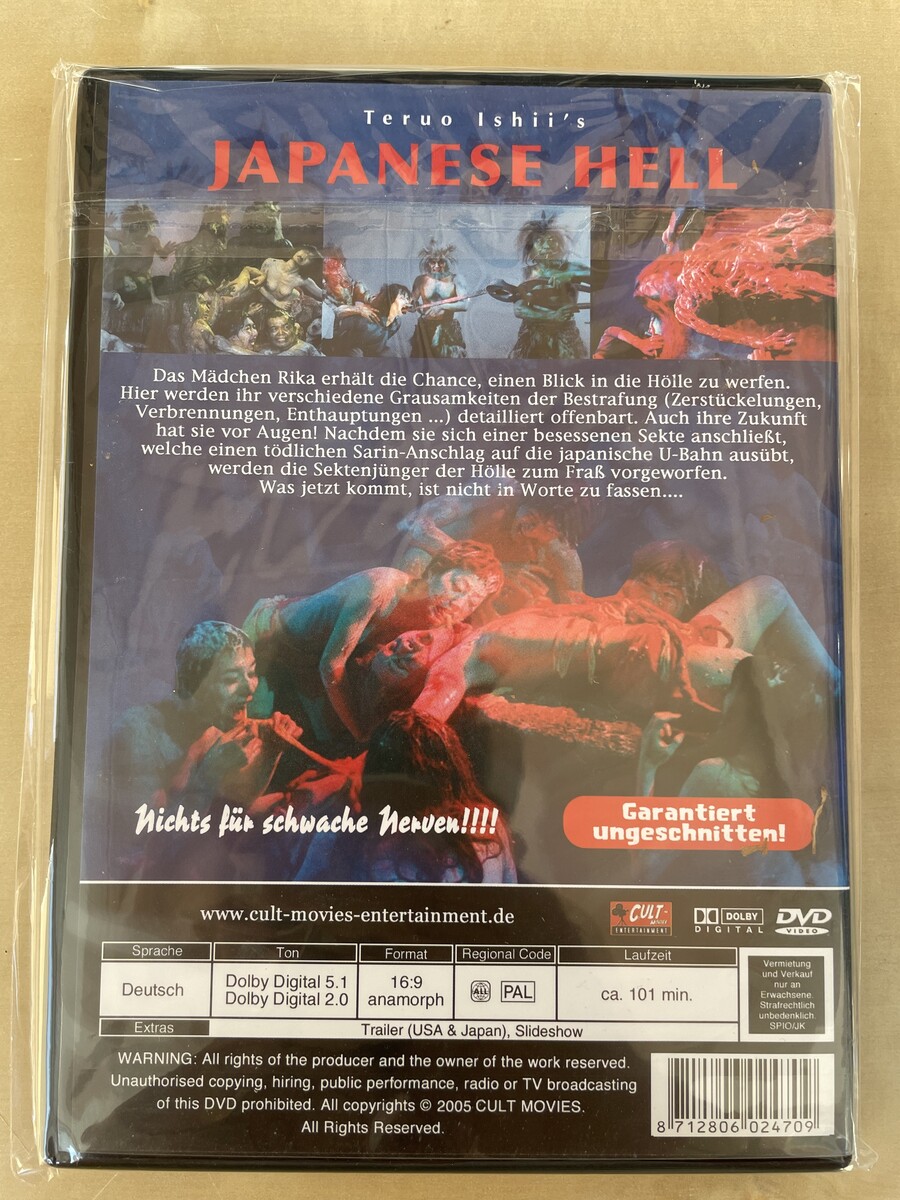 Teruo Ishii's
JAPANESE HELL
Das Mädchen Rika erhält die Chance, einen Blick in die Hölle zu werfen.
Hier werden ihr verschiedene Grausamkeiten der Bestrafung (Zerstückelungen,
Verbrennungen, Enthauptungen ...) detailliert offenbart. Auch ihre Zukunft
hat sie vor Augen! Nachdem sie sich einer besessenen Sekte anschließt,
welche einen tödlichen Sarin-Anschlag auf die japanische U-Bahn ausübt,
werden die Sektenjünger der Hölle zum Fraß vorgeworfen.
Was jetzt kommt, ist nicht in Worte zu fassen....
Nichts für schwache Nerven!!!!
Garantiert
ungeschnitten!
www.cult-movies-entertainment.de
CULT-
MOVIES
ENTERTAINMENT
DOLBY
DIGITAL
DVD
VIDEO
Sprache
Ton
Format
Regional Code
Laufzeit
Deutsch
Dolby Digital 5.1
Dolby Digital 2.0
16:9
anamorph
ALL
PAL
ca. 101 min.
Extras
Trailer (USA & Japan), Slideshow
Vermietung
und Verkauf
nur an
Erwachsene.
Strafrechtlich
unbedenklich.
SPIO/JK
WARNING: All rights of the producer and the owner of the work reserved.
Unauthorised copying, hiring, public performance, radio or TV broadcasting
of this DVD prohibited. All copyrights © 2005 CULT MOVIES.
All Rights Reserved.
8 712806 024709